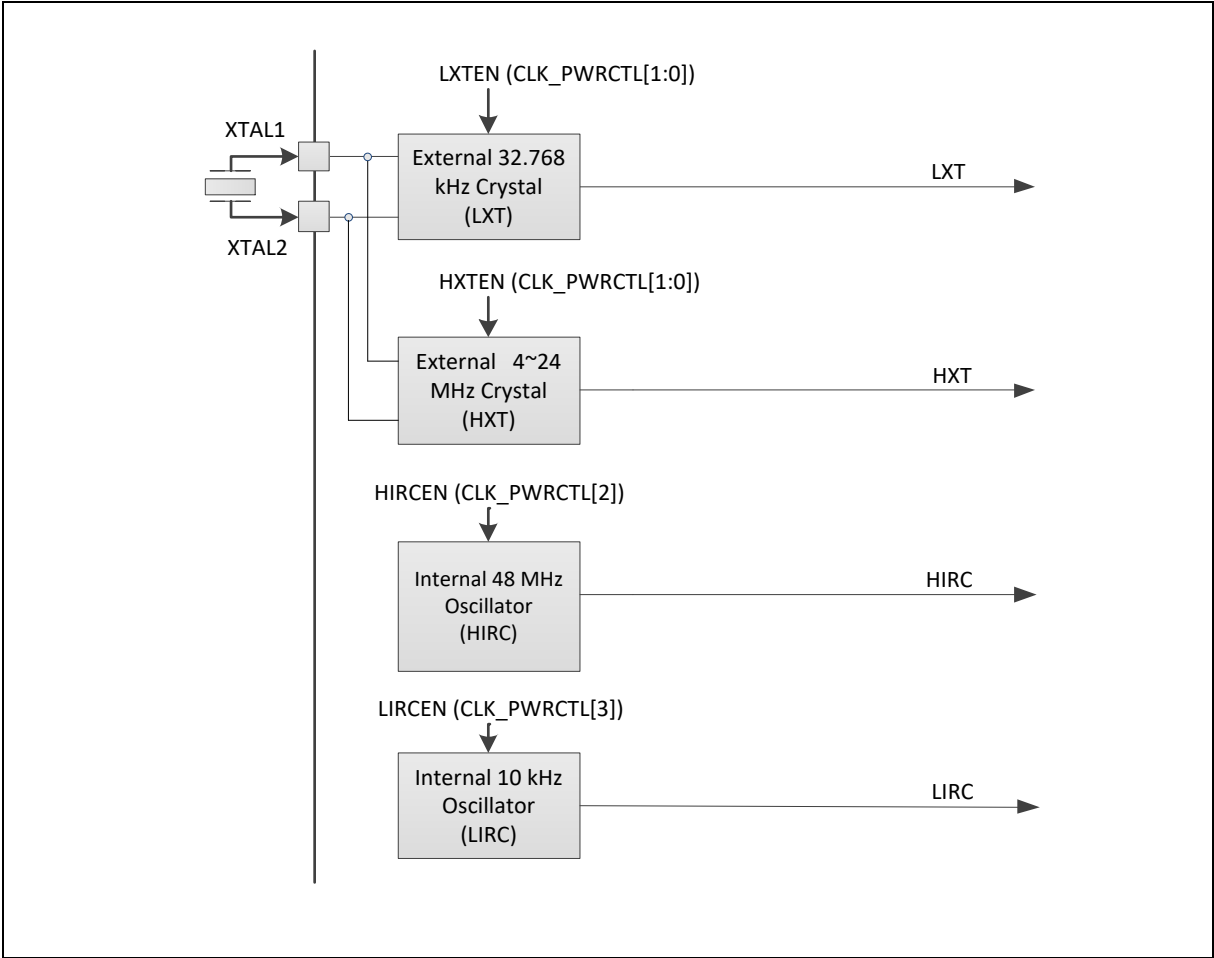 LXTEN (CLK_PWRCTL[1:0])
XTAL1
External 32.768
kHz Crystal
(LXT)
LXT
XTAL2
HXTEN (CLK_PWRCTL[1:0])
External 4~24
MHz Crystal
(HXT)
HXT
HIRCEN (CLK_PWRCTL[2])
Internal 48 MHz
Oscillator
(HIRC)
HIRC
LIRCEN (CLK_PWRCTL[3])
Internal 10 kHz
Oscillator
(LIRC)
LIRC